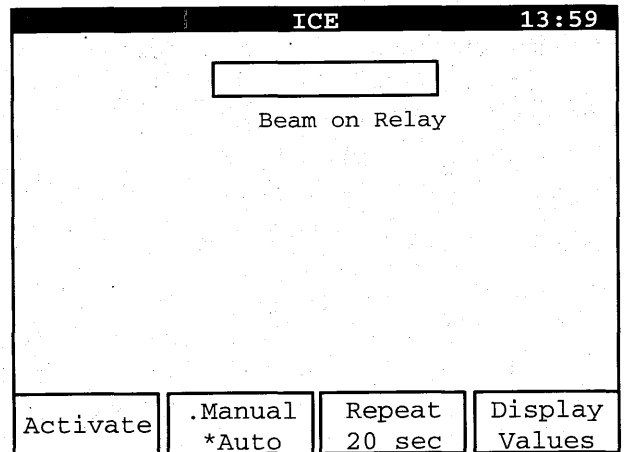 ICE 13:59
Beam on Relay
Activate
.Manual
*Auto
Repeat
20 sec
Display
Values